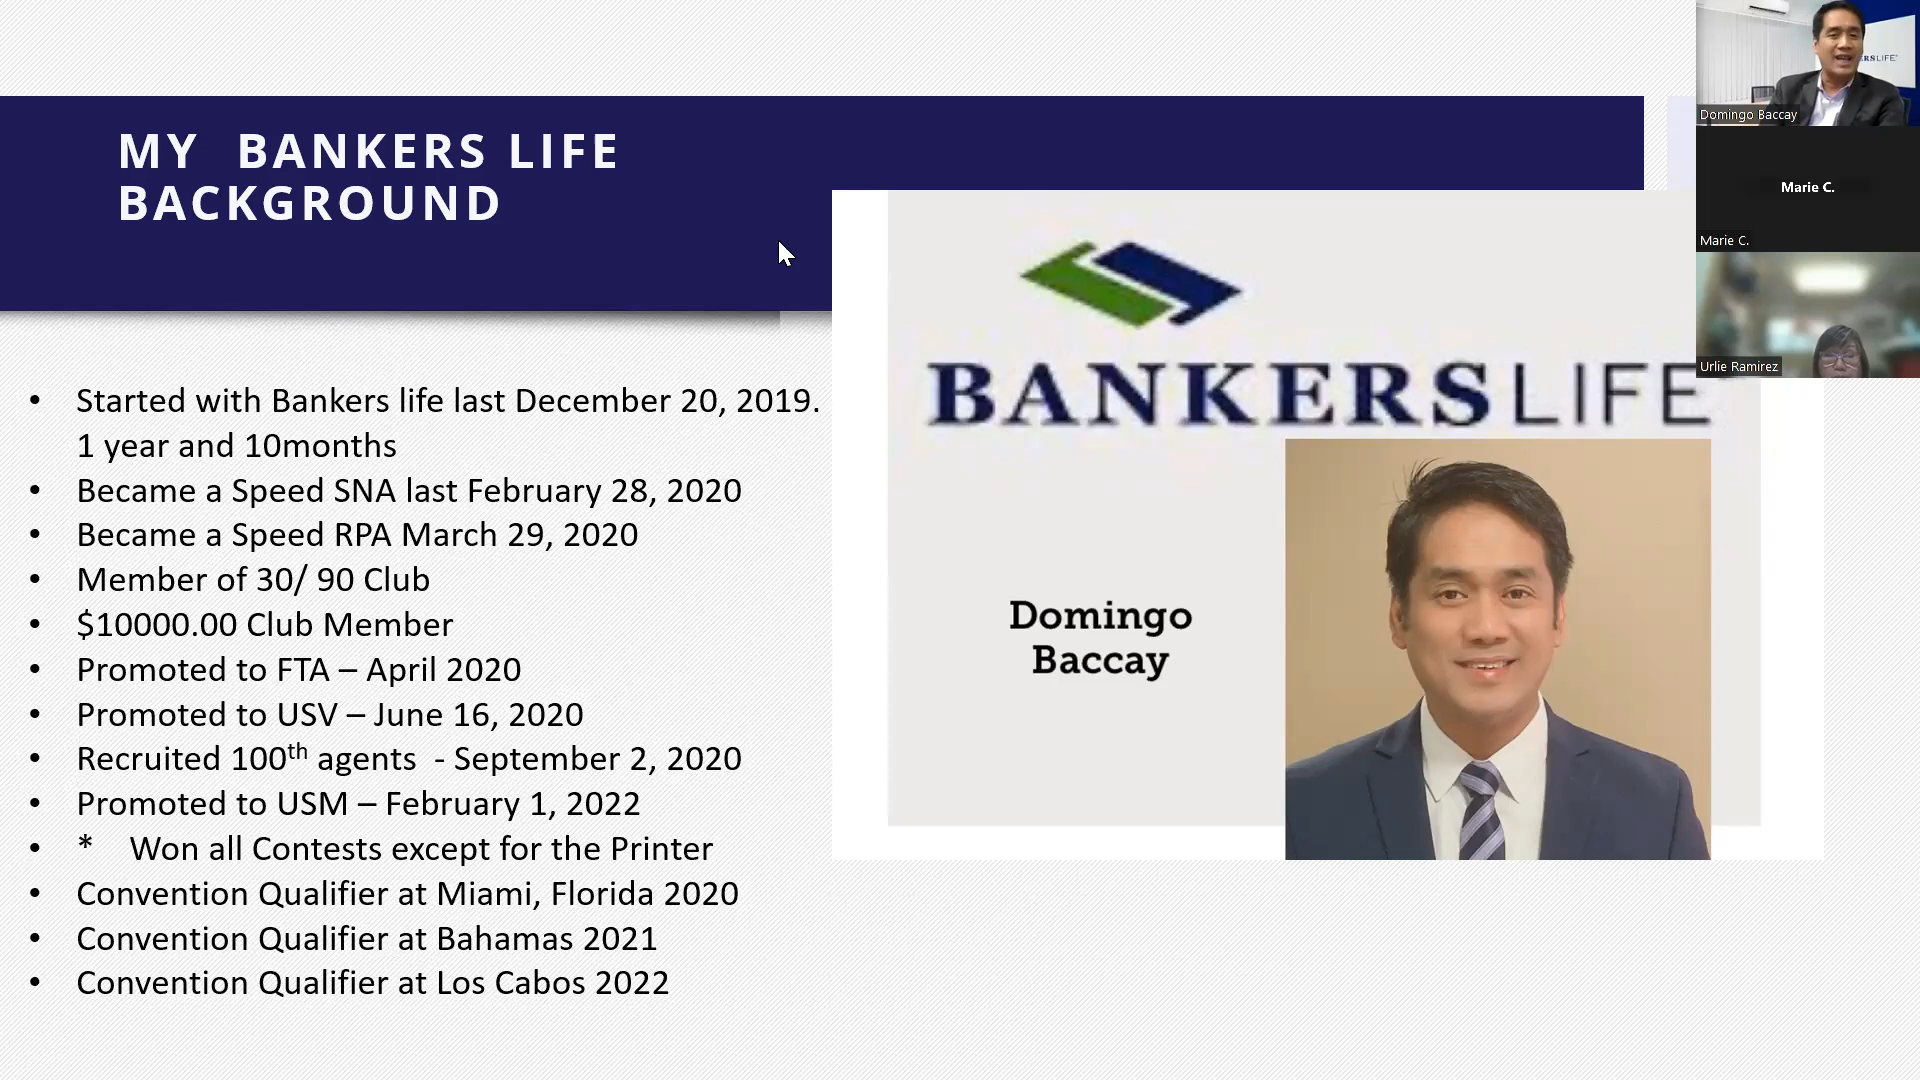 MY BANKERS LIFE
BACKGROUND
• Started with Bankers life last December 20, 2019.
1 year and 10months
• Became a Speed SNA last February 28, 2020
• Became a Speed RPA March 29, 2020
• Member of 30/ 90 Club
• $10000.00 Club Member
• Promoted to FTA – April 2020
• Promoted to USV – June 16, 2020
• Recruited 100th agents - September 2, 2020
• Promoted to USM – February 1, 2022
• * Won all Contests except for the Printer
• Convention Qualifier at Miami, Florida 2020
• Convention Qualifier at Bahamas 2021
• Convention Qualifier at Los Cabos 2022
BANKERS LIFE
Domingo
Baccay
ERSLIFE
Domingo Baccay
Marie C.
Marie C.
Urlie Ramirez